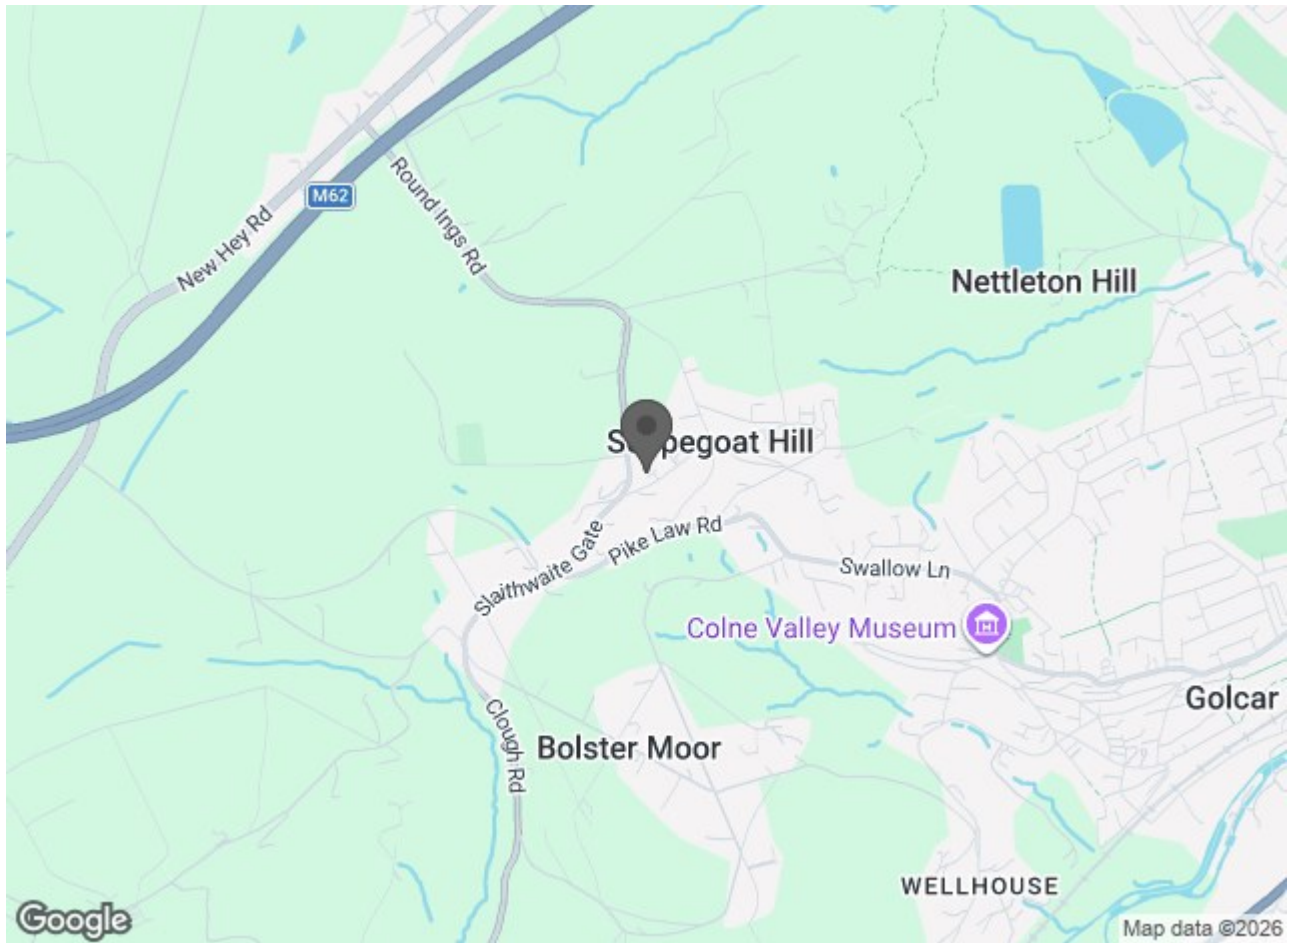 M62
Round Ings Rd
New Hey Rd
Nettleton Hill
pegoat Hill
Slaithwaite Gate
Pike Law Rd
Swallow Ln
Colne Valley Museum
Golcar
Clough Rd
Bolster Moor
WELLHOUSE
Google
Map data ©2026